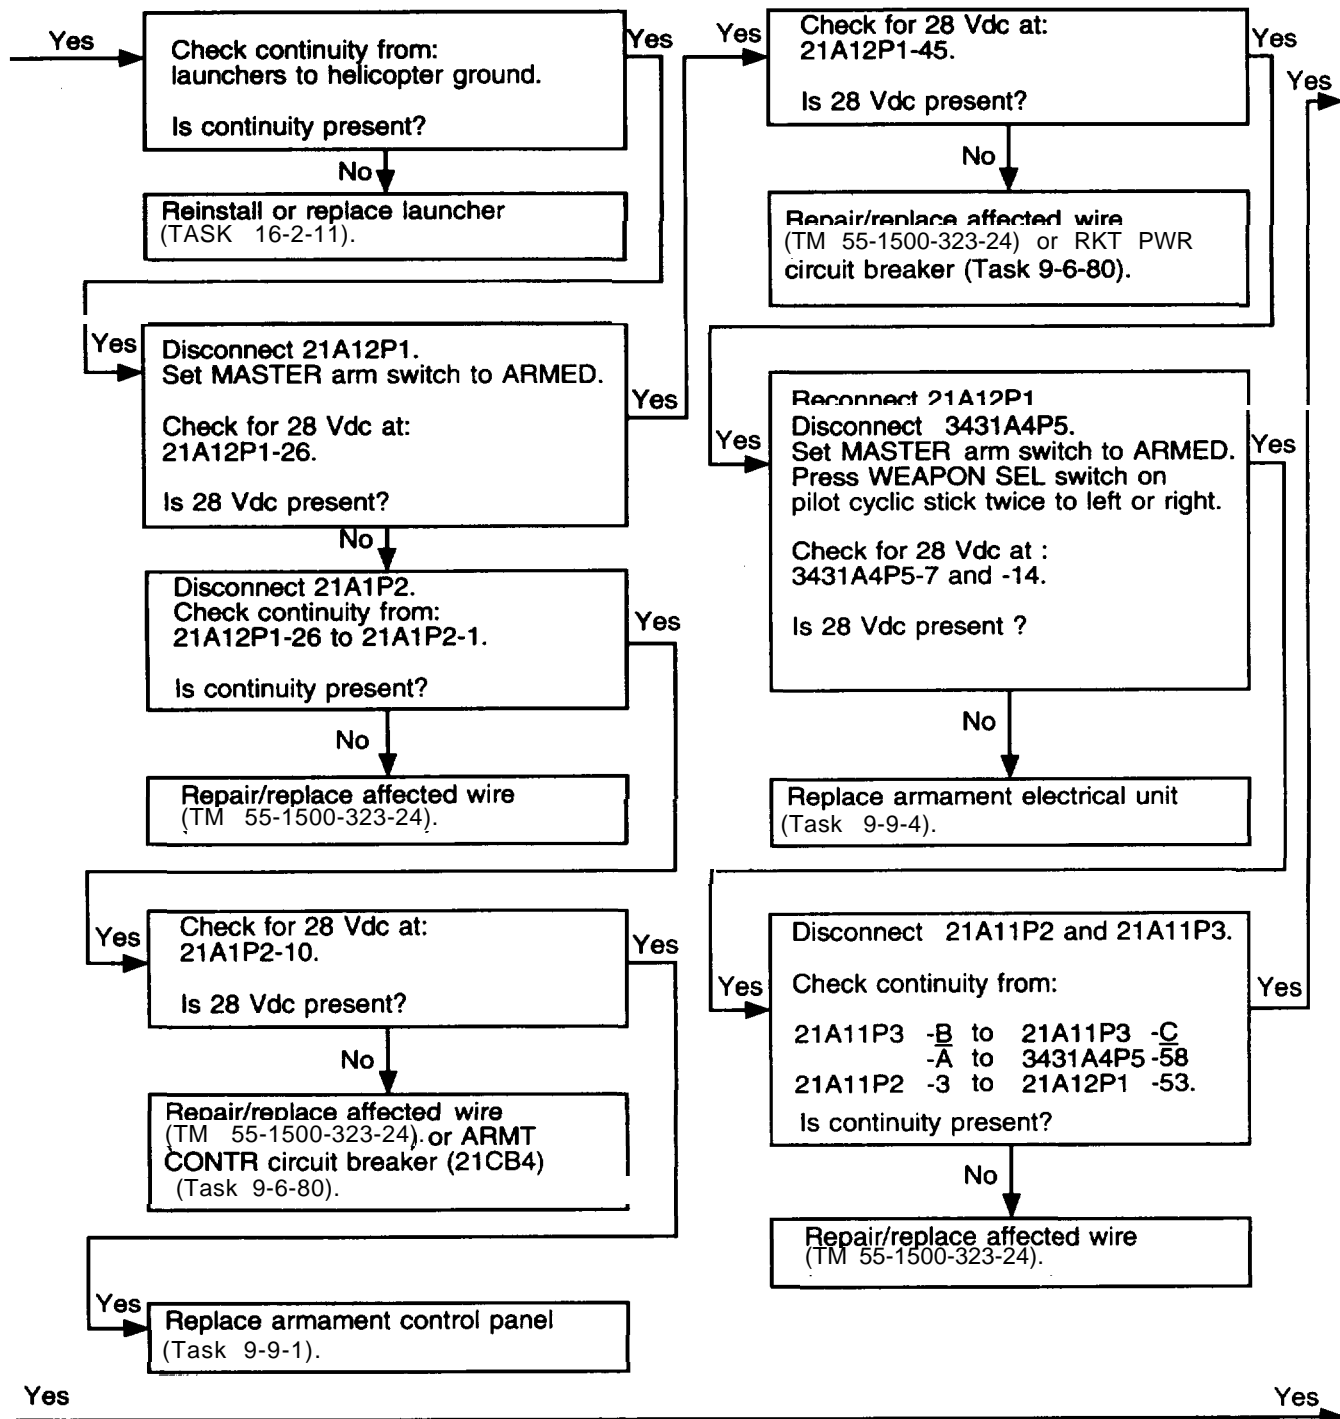 Yes
Check continuity from:
launchers to helicopter ground.
Is continuity present?
Yes
No
Reinstall or replace launcher
(TASK 16-2-11).
Yes
Disconnect 21A12P1.
Set MASTER arm switch to ARMED.
Check for 28 Vdc at:
21A12P1-26.
Is 28 Vdc present?
Yes
No
Disconnect 21A1P2.
Check continuity from:
21A12P1-26 to 21A1P2-1.
Is continuity present?
Yes
No
Repair/replace affected wire
(TM 55-1500-323-24).
Yes
Check for 28 Vdc at:
21A1P2-10.
Is 28 Vdc present?
Yes
No
Repair/replace affected wire
(TM 55-1500-323-24). or ARMT
CONTR circuit breaker (21CB4)
(Task 9-6-80).
Yes
Replace armament control panel
(Task 9-9-1).
Yes
Check for 28 Vdc at:
21A12P1-45.
Is 28 Vdc present?
Yes
Yes
No
Repair/replace affected wire
(TM 55-1500-323-24) or RKT PWR
circuit breaker (Task 9-6-80).
Yes
Reconnect 21A12P1
Disconnect 3431A4P5.
Set MASTER arm switch to ARMED.
Press WEAPON SEL switch on
pilot cyclic stick twice to left or right.
Check for 28 Vdc at :
3431A4P5-7 and -14.
Is 28 Vdc present ?
Yes
No
Replace armament electrical unit
(Task 9-9-4).
Yes
Disconnect 21A11P2 and 21A11P3.
Check continuity from:
21A11P3 -B to 21A11P3 -C
-A to 3431A4P5 -58
21A11P2 -3 to 21A12P1 -53.
Is continuity present?
Yes
No
Repair/replace affected wire
(TM 55-1500-323-24).
Yes
Yes